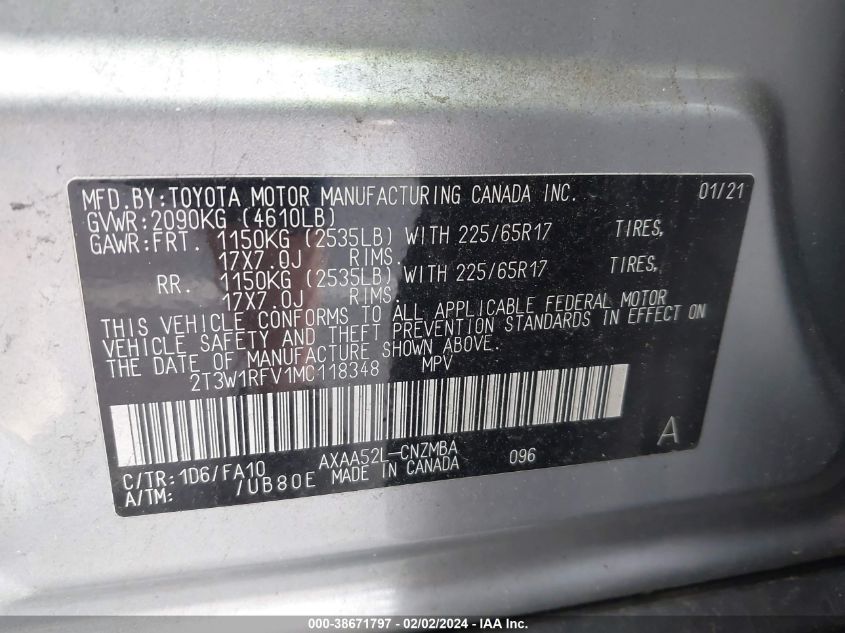 MFD.BY:TOYOTA MOTOR MANUFACTURING CANADA INC. 01/21
GVWR:2090KG (4610LB)
GAWR:FRT. 1150KG (2535LB) WITH 225/65R17 TIRES,
17X7.0J RIMS.
RR. 1150KG (2535LB) WITH 225/65R17 TIRES,
17X7.0J RIMS.
THIS VEHICLE CONFORMS TO ALL APPLICABLE FEDERAL MOTOR
VEHICLE SAFETY AND THEFT PREVENTION STANDARDS IN EFFECT ON
THE DATE OF MANUFACTURE SHOWN ABOVE.
2T3W1RFV1MC118348 MPV
A
C/TR:1D6/FA10 AXAA52L-CNZMBA 096
A/TM: /UB80E MADE IN CANADA
000-38671797 - 02/02/2024 - IAA Inc.